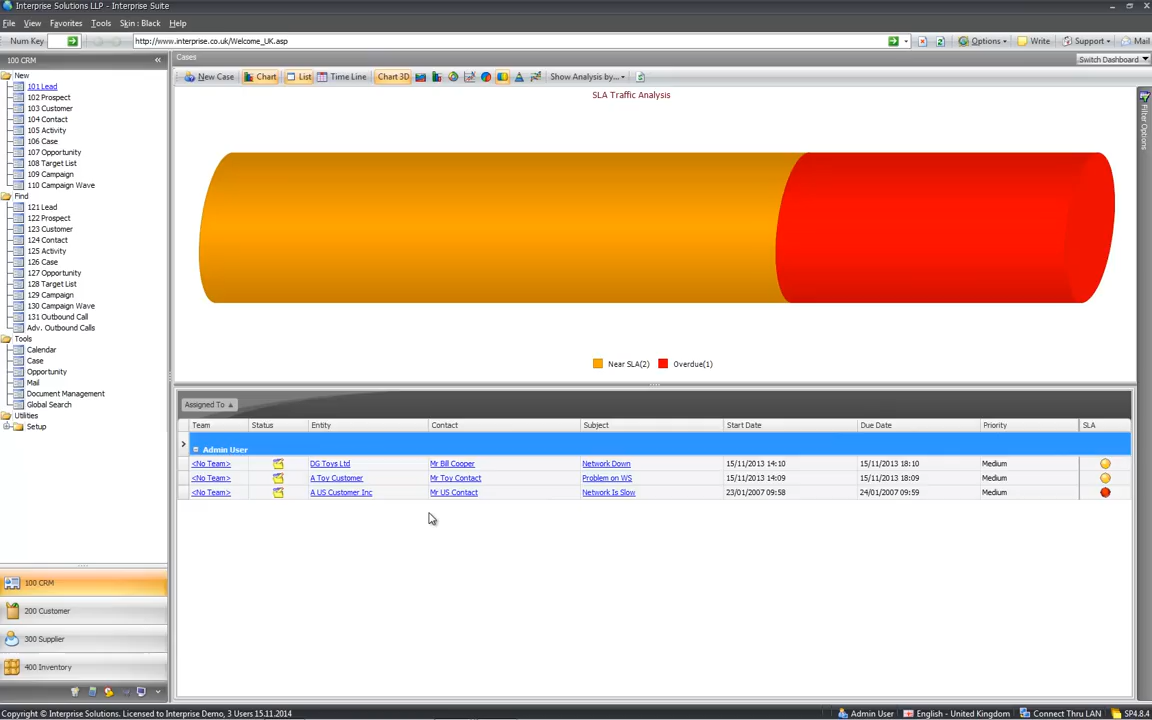 Interprise Solutions LLP - Interprise Suite
File View Favorites Tools Skin : Black Help
Num Key http://www.interprise.co.uk/Welcome_UK.asp Options Write Support Mail
100 CRM «
Cases
Switch Dashboard
New Case Chart List Time Line Chart 3D Show Analysis by...
Filter Options
New
101 Lead
102 Prospect
103 Customer
104 Contact
105 Activity
106 Case
107 Opportunity
108 Target List
109 Campaign
110 Campaign Wave
Find
121 Lead
122 Prospect
123 Customer
124 Contact
125 Activity
126 Case
127 Opportunity
128 Target List
129 Campaign
130 Campaign Wave
131 Outbound Call
Adv. Outbound Calls
Tools
Calendar
Case
Opportunity
Mail
Document Management
Global Search
Utilities
Setup
100 CRM
200 Customer
300 Supplier
400 Inventory
SLA Traffic Analysis
Near SLA(2) Overdue(1)
Assigned To
Team Status Entity Contact Subject Start Date Due Date Priority SLA
Admin User
<No Team> DG Toys Ltd Mr Bill Cooper Network Down 15/11/2013 14:10 15/11/2013 18:10 Medium
<No Team> A Toy Customer Mr Toy Contact Problem on WS 15/11/2013 14:09 15/11/2013 18:09 Medium
<No Team> A US Customer Inc Mr US Contact Network Is Slow 23/01/2007 09:58 24/01/2007 09:59 Medium
Copyright © Interprise Solutions. Licensed to Interprise Demo, 3 Users 15.11.2014 Admin User English - United Kingdom Connect Thru LAN SP4.8.4